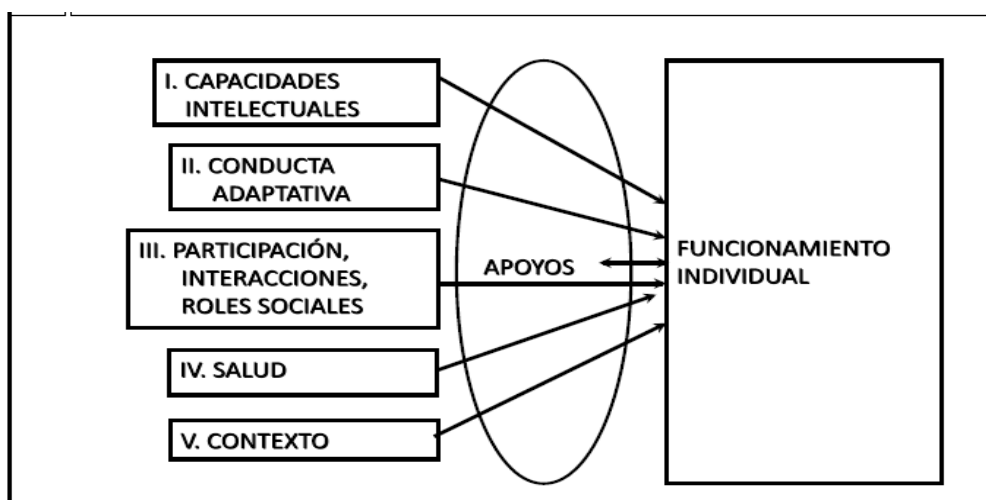 I. CAPACIDADES
INTELECTUALES
II. CONDUCTA
ADAPTATIVA
III. PARTICIPACIÓN,
INTERACCIONES,
ROLES SOCIALES
IV. SALUD
V. CONTEXTO
APOYOS
FUNCIONAMIENTO
INDIVIDUAL